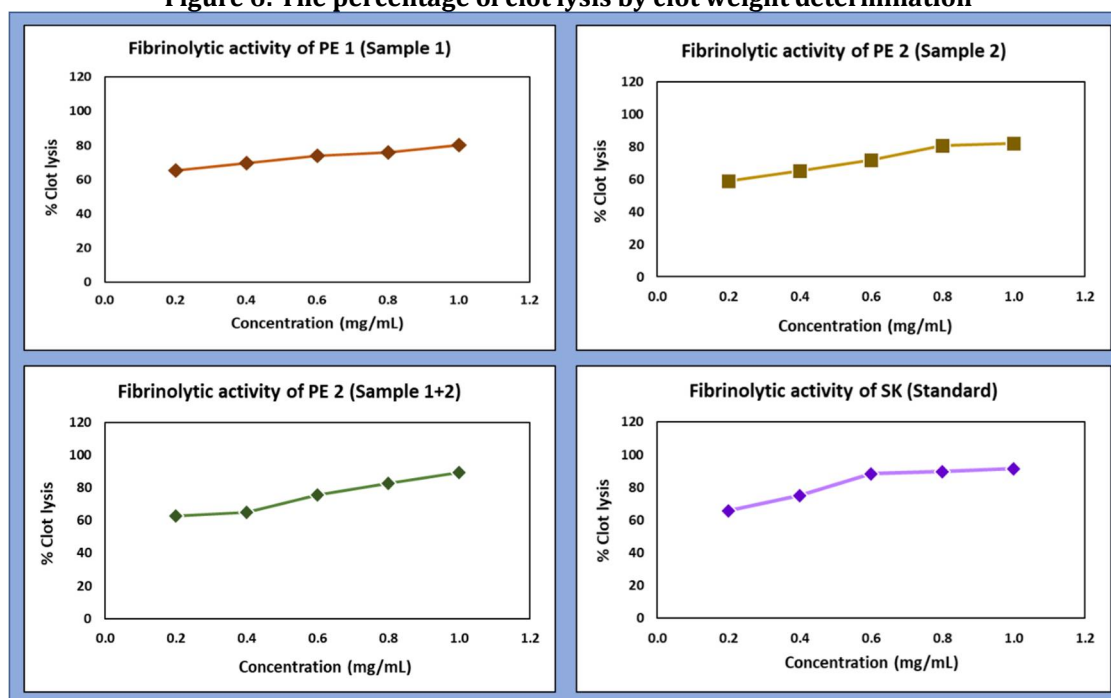 Figure 6: The percentage of clot lysis by clot weight determination
Fibrinolytic activity of PE 1 (Sample 1)
120
100
80
60
40
20
0
% Clot lysis
0.0 0.2 0.4 0.6 0.8 1.0 1.2
Concentration (mg/mL)
Fibrinolytic activity of PE 2 (Sample 2)
120
100
80
60
40
20
0
% Clot lysis
0.0 0.2 0.4 0.6 0.8 1.0 1.2
Concentration (mg/mL)
Fibrinolytic activity of PE 2 (Sample 1+2)
120
100
80
60
40
20
0
% Clot lysis
0.0 0.2 0.4 0.6 0.8 1.0 1.2
Concentration (mg/mL)
Fibrinolytic activity of SK (Standard)
120
100
80
60
40
20
0
% Clot lysis
0.0 0.2 0.4 0.6 0.8 1.0 1.2
Concentration (mg/mL)